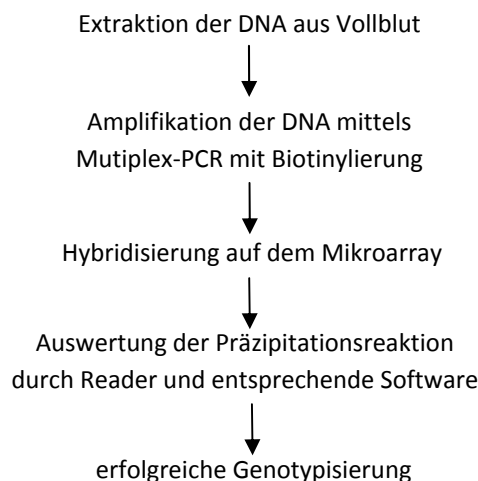 Extraktion der DNA aus Vollblut
Amplifikation der DNA mittels
Mutiplex-PCR mit Biotinylierung
Hybridisierung auf dem Mikroarray
Auswertung der Präzipitationsreaktion
durch Reader und entsprechende Software
erfolgreiche Genotypisierung